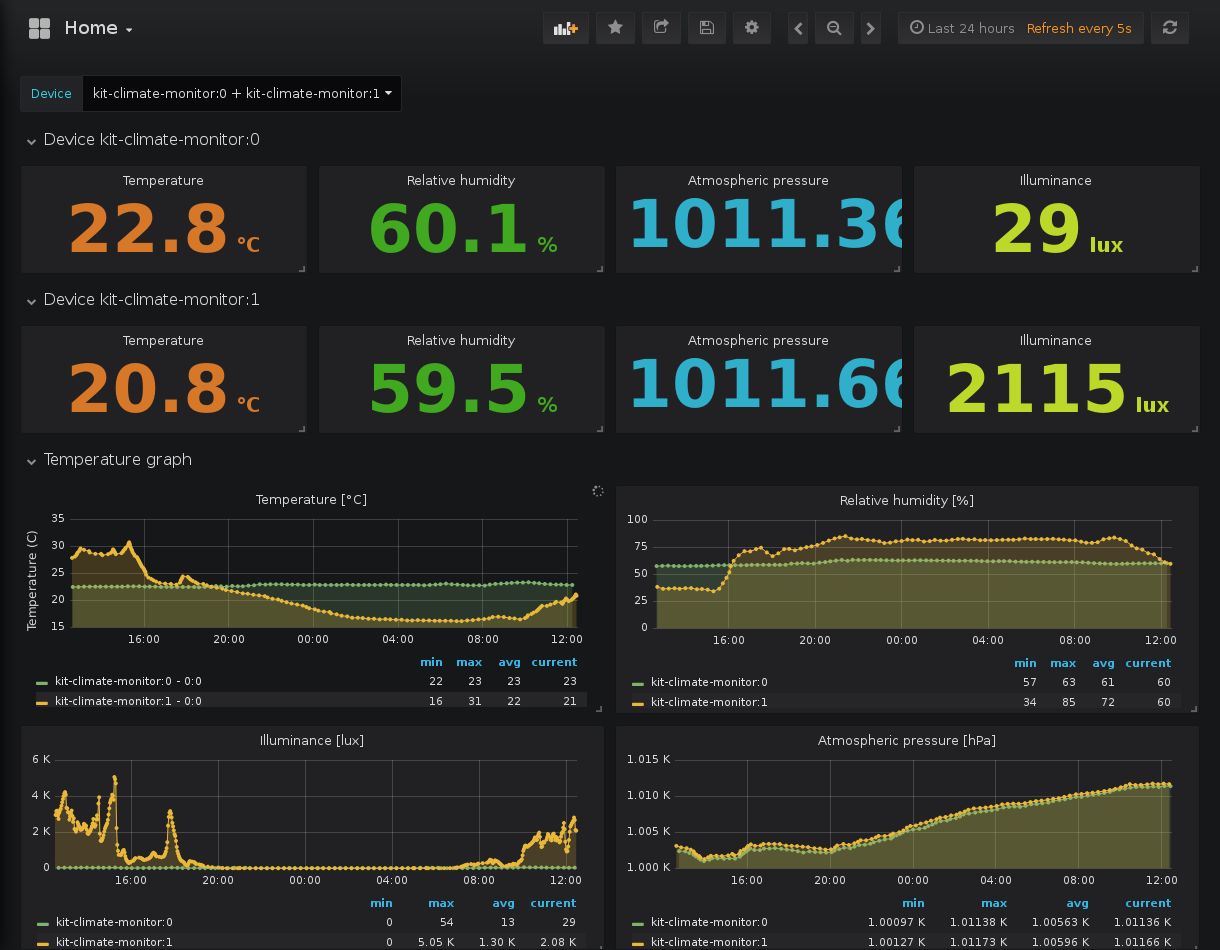 Home
Last 24 hours Refresh every 5s
Device kit-climate-monitor:0 + kit-climate-monitor:1
Device kit-climate-monitor:0
Temperature Relative humidity Atmospheric pressure Illuminance
22.8 °C 60.1 % 1011.36 29 lux
Device kit-climate-monitor:1
Temperature Relative humidity Atmospheric pressure Illuminance
20.8 °C 59.5 % 1011.66 2115 lux
Temperature graph
Temperature [°C]
Temperature (C)
35
30
25
20
15
16:00 20:00 00:00 04:00 08:00 12:00
min max avg current
kit-climate-monitor:0 - 0:0 22 23 23 23
kit-climate-monitor:1 - 0:0 16 31 22 21
Relative humidity [%]
100
75
50
25
0
16:00 20:00 00:00 04:00 08:00 12:00
min max avg current
kit-climate-monitor:0 57 63 61 60
kit-climate-monitor:1 34 85 72 60
Illuminance [lux]
6 K
4 K
2 K
0
16:00 20:00 00:00 04:00 08:00 12:00
min max avg current
kit-climate-monitor:0 0 54 13 29
kit-climate-monitor:1 0 5.05 K 1.30 K 2.08 K
Atmospheric pressure [hPa]
1.015 K
1.010 K
1.005 K
1.000 K
16:00 20:00 00:00 04:00 08:00 12:00
min max avg current
kit-climate-monitor:0 1.00097 K 1.01138 K 1.00563 K 1.01136 K
kit-climate-monitor:1 1.00127 K 1.01173 K 1.00596 K 1.01166 K